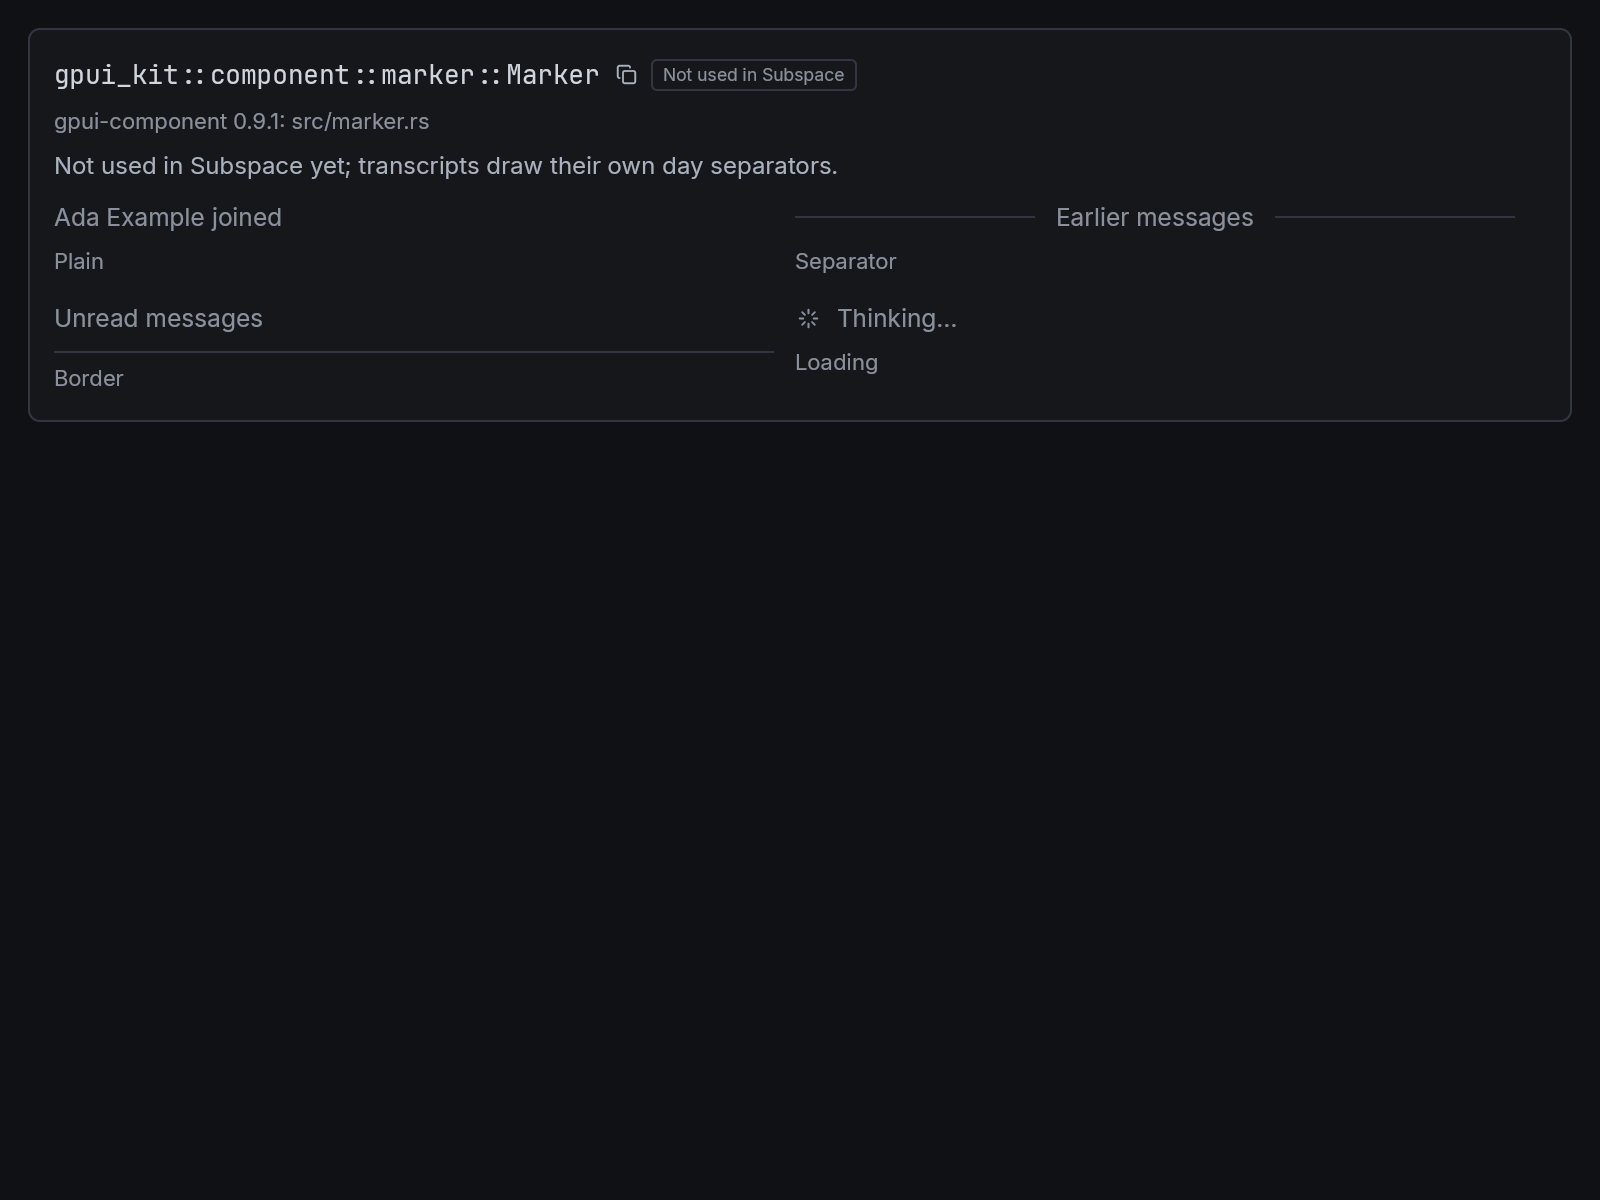 gpui_kit::component::marker::Marker Not used in Subspace
gpui-component 0.9.1: src/marker.rs
Not used in Subspace yet; transcripts draw their own day separators.
Ada Example joined
Plain
Earlier messages
Separator
Unread messages
Border
Thinking...
Loading